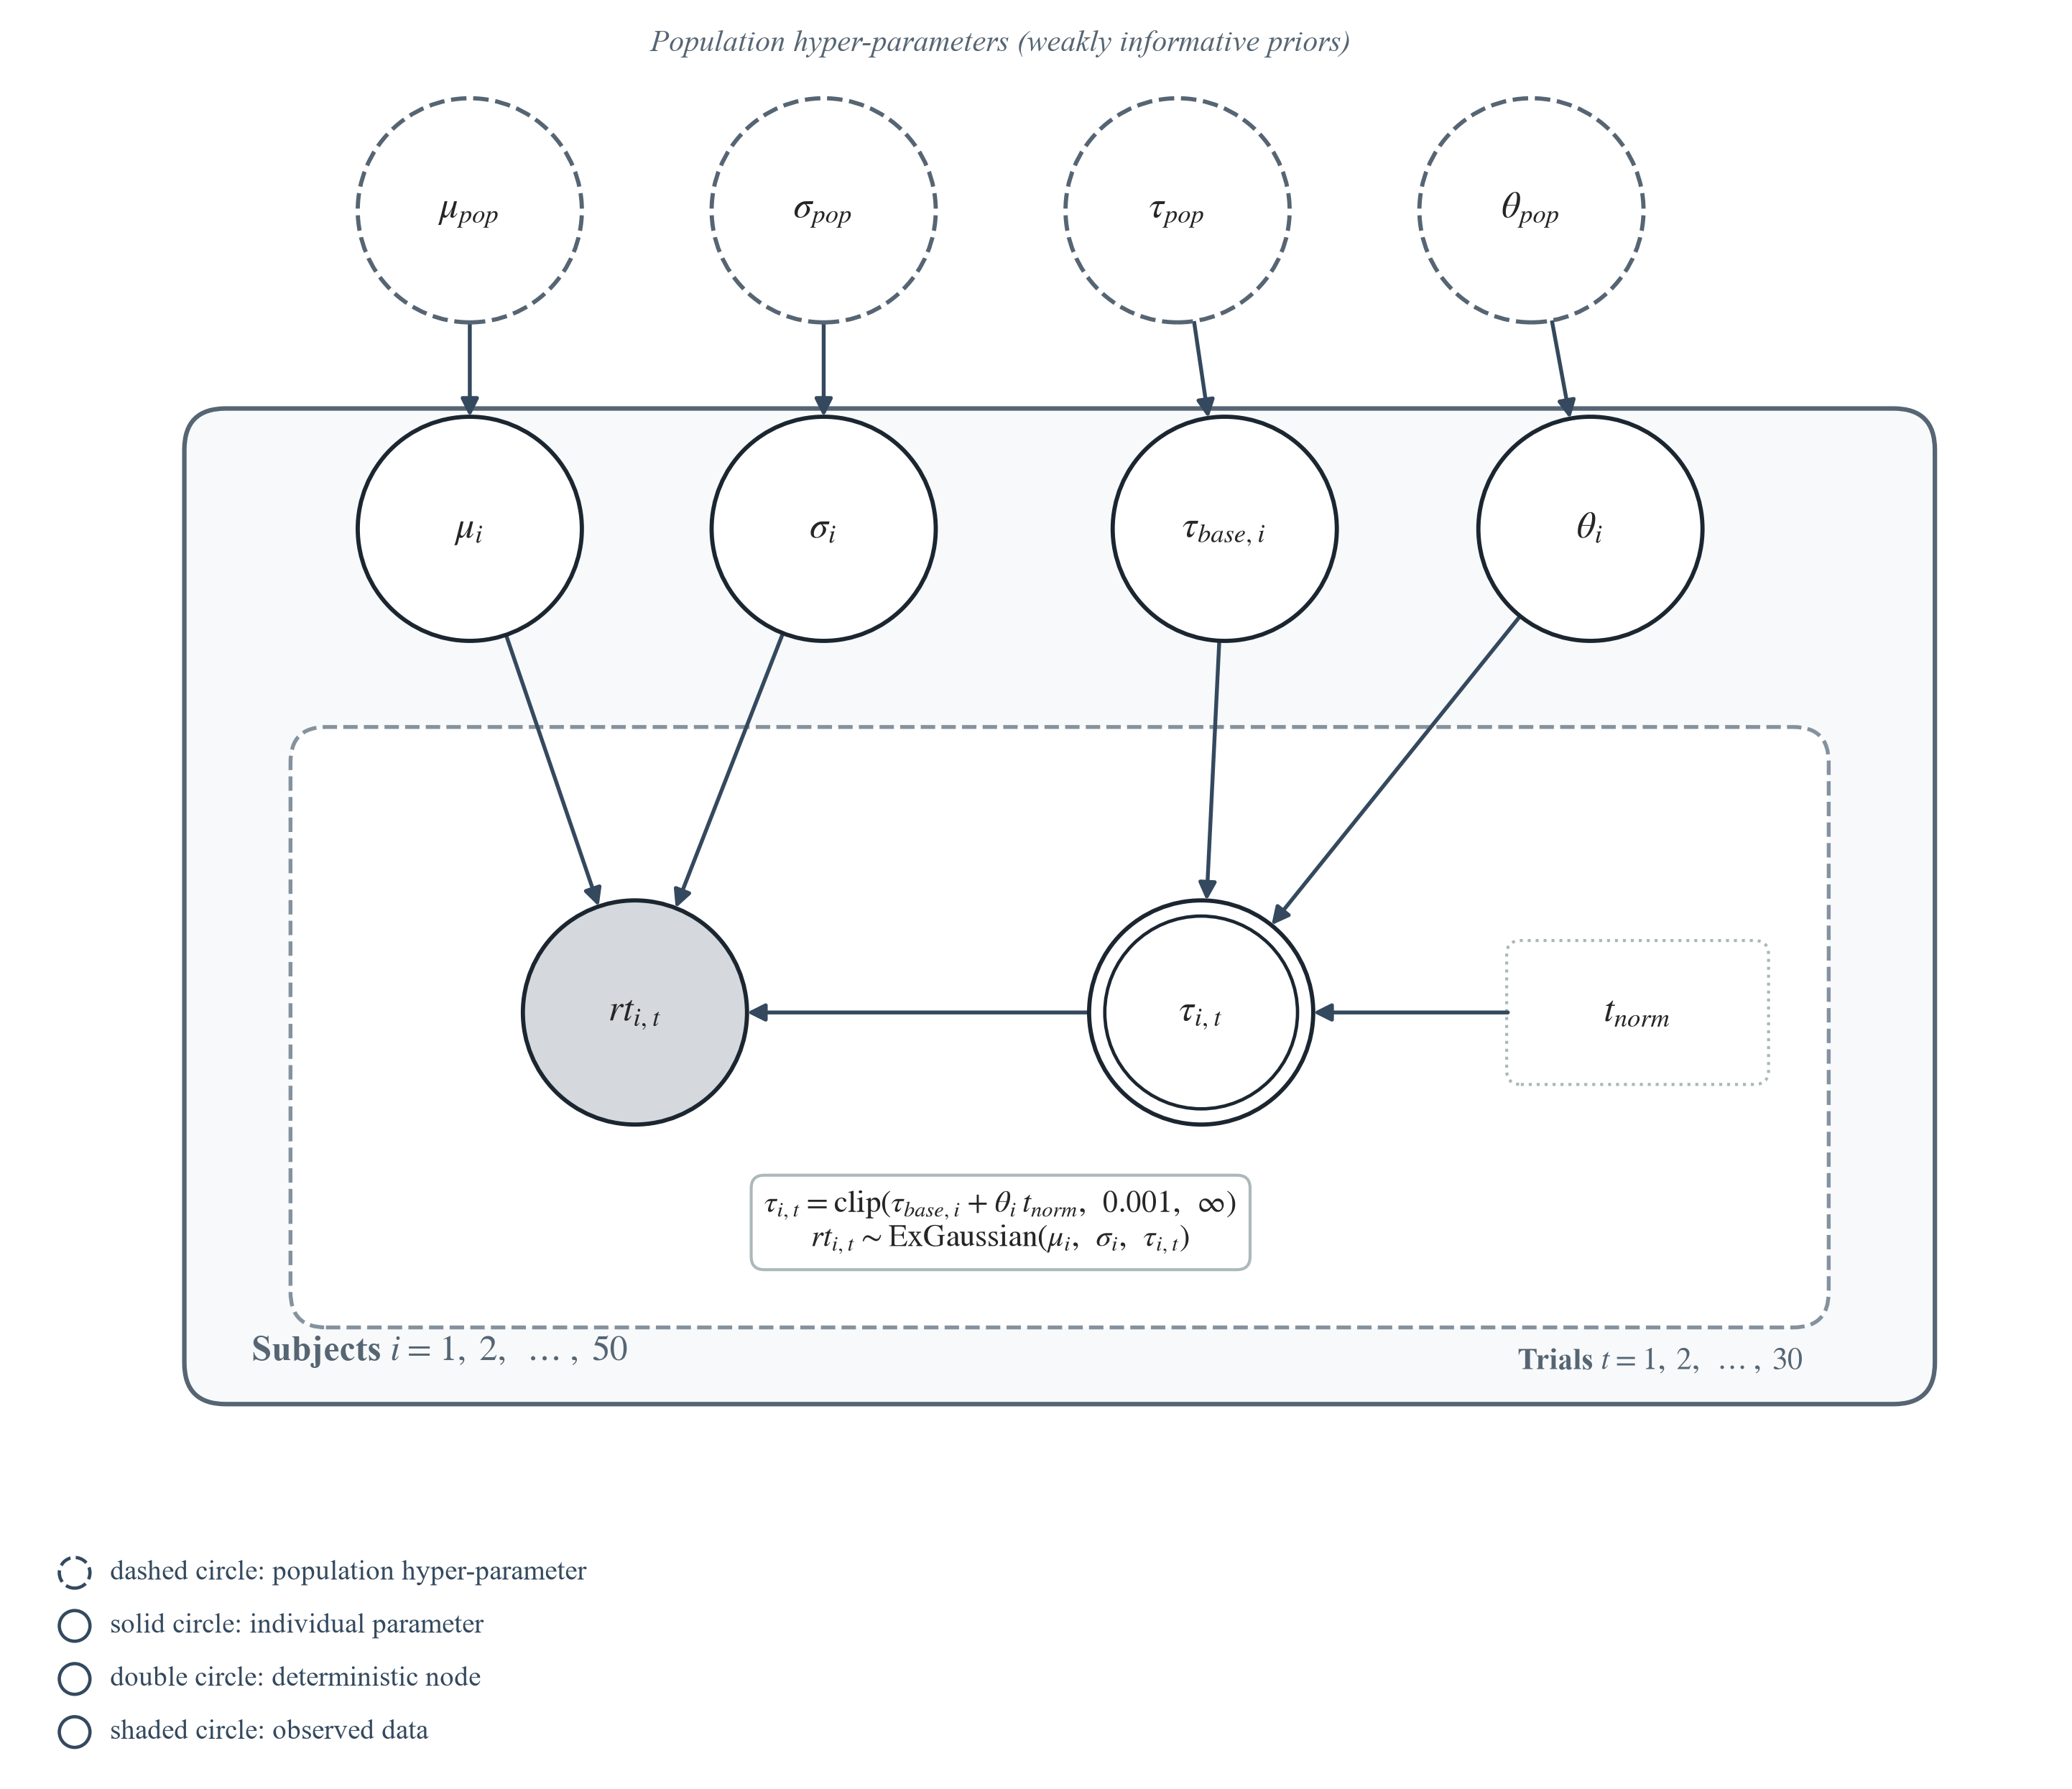 Population hyper-parameters (weakly informative priors)
μ_pop
σ_pop
τ_pop
θ_pop
μ_i
σ_i
τ_base, i
θ_i
rt_i, t
τ_i, t
t_norm
τ_i, t = clip(τ_base, i + θ_i t_norm, 0.001, ∞)
rt_i, t ~ ExGaussian(μ_i, σ_i, τ_i, t)
Subjects i = 1, 2, …, 50
Trials t = 1, 2, …, 30
dashed circle: population hyper-parameter
solid circle: individual parameter
double circle: deterministic node
shaded circle: observed data